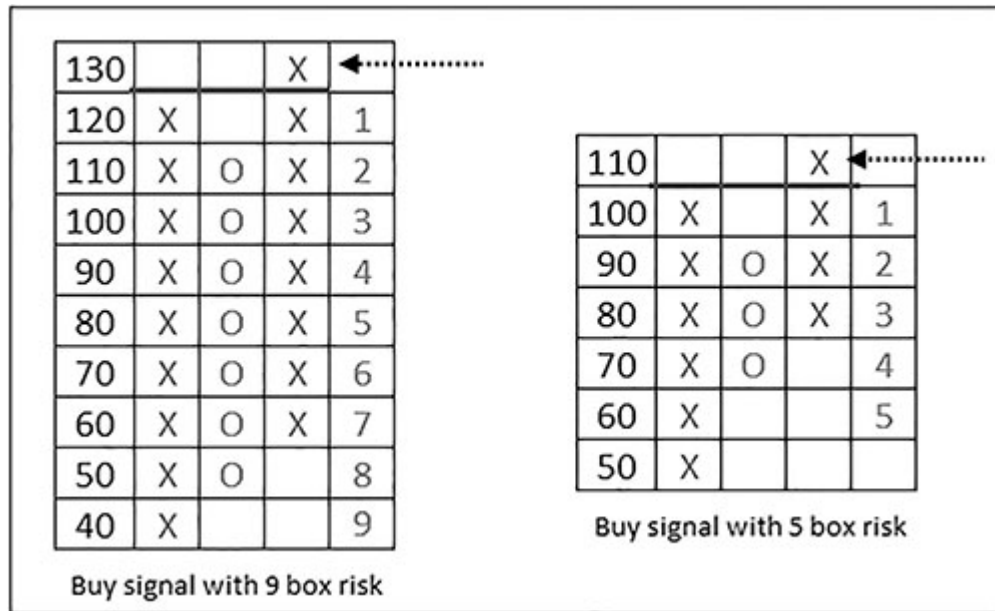 130 X
120 X X 1
110 X O X 2
100 X O X 3
90 X O X 4
80 X O X 5
70 X O X 6
60 X O X 7
50 X O 8
40 X 9
Buy signal with 9 box risk
110 X
100 X X 1
90 X O X 2
80 X O X 3
70 X O 4
60 X 5
50 X
Buy signal with 5 box risk